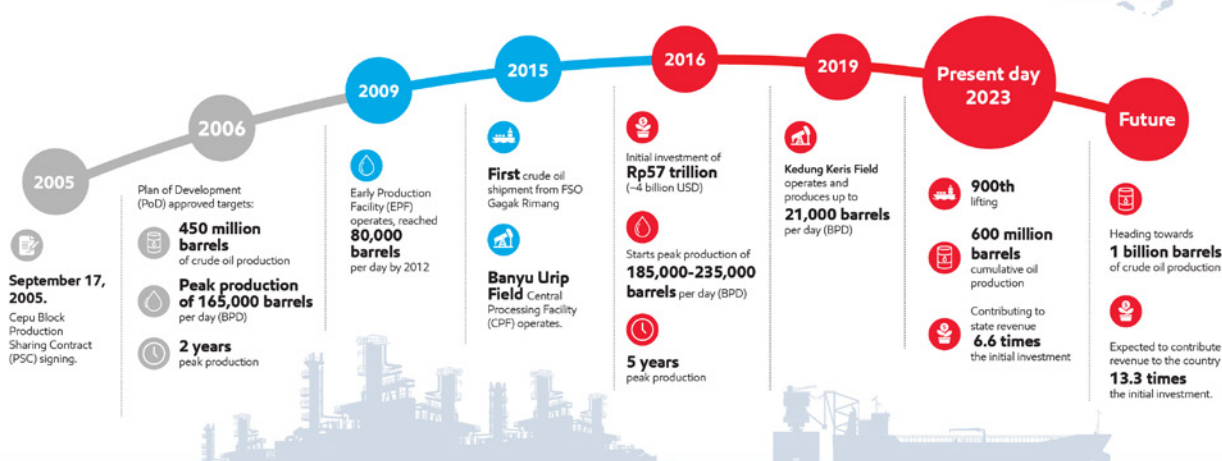 2005
September 17,
2005.
Cepu Block
Production
Sharing Contract
(PSC) signing.
2006
Plan of Development
(PoD) approved targets:
450 million
barrels
of crude oil production
Peak production
of 165,000 barrels
per day (BPD)
2 years
peak production
2009
Early Production
Facility (EPF)
operates, reached
80,000
barrels
per day by 2012
2015
First crude oil
shipment from FSO
Gagak Rimang
Banyu Urip
Field Central
Processing Facility
(CPF) operates.
2016
Initial investment of
Rp57 trillion
(~4 billion USD)
Starts peak production of
185,000-235,000
barrels per day (BPD)
5 years
peak production
2019
Kedung Keris Field
operates and
produces up to
21,000 barrels
per day (BPD)
Present day
2023
900th
lifting
600 million
barrels
cumulative oil
production
Contributing to
state revenue
6.6 times
the initial investment
Future
Heading towards
1 billion barrels
of crude oil production
Expected to contribute
revenue to the country
13.3 times
the initial investment.